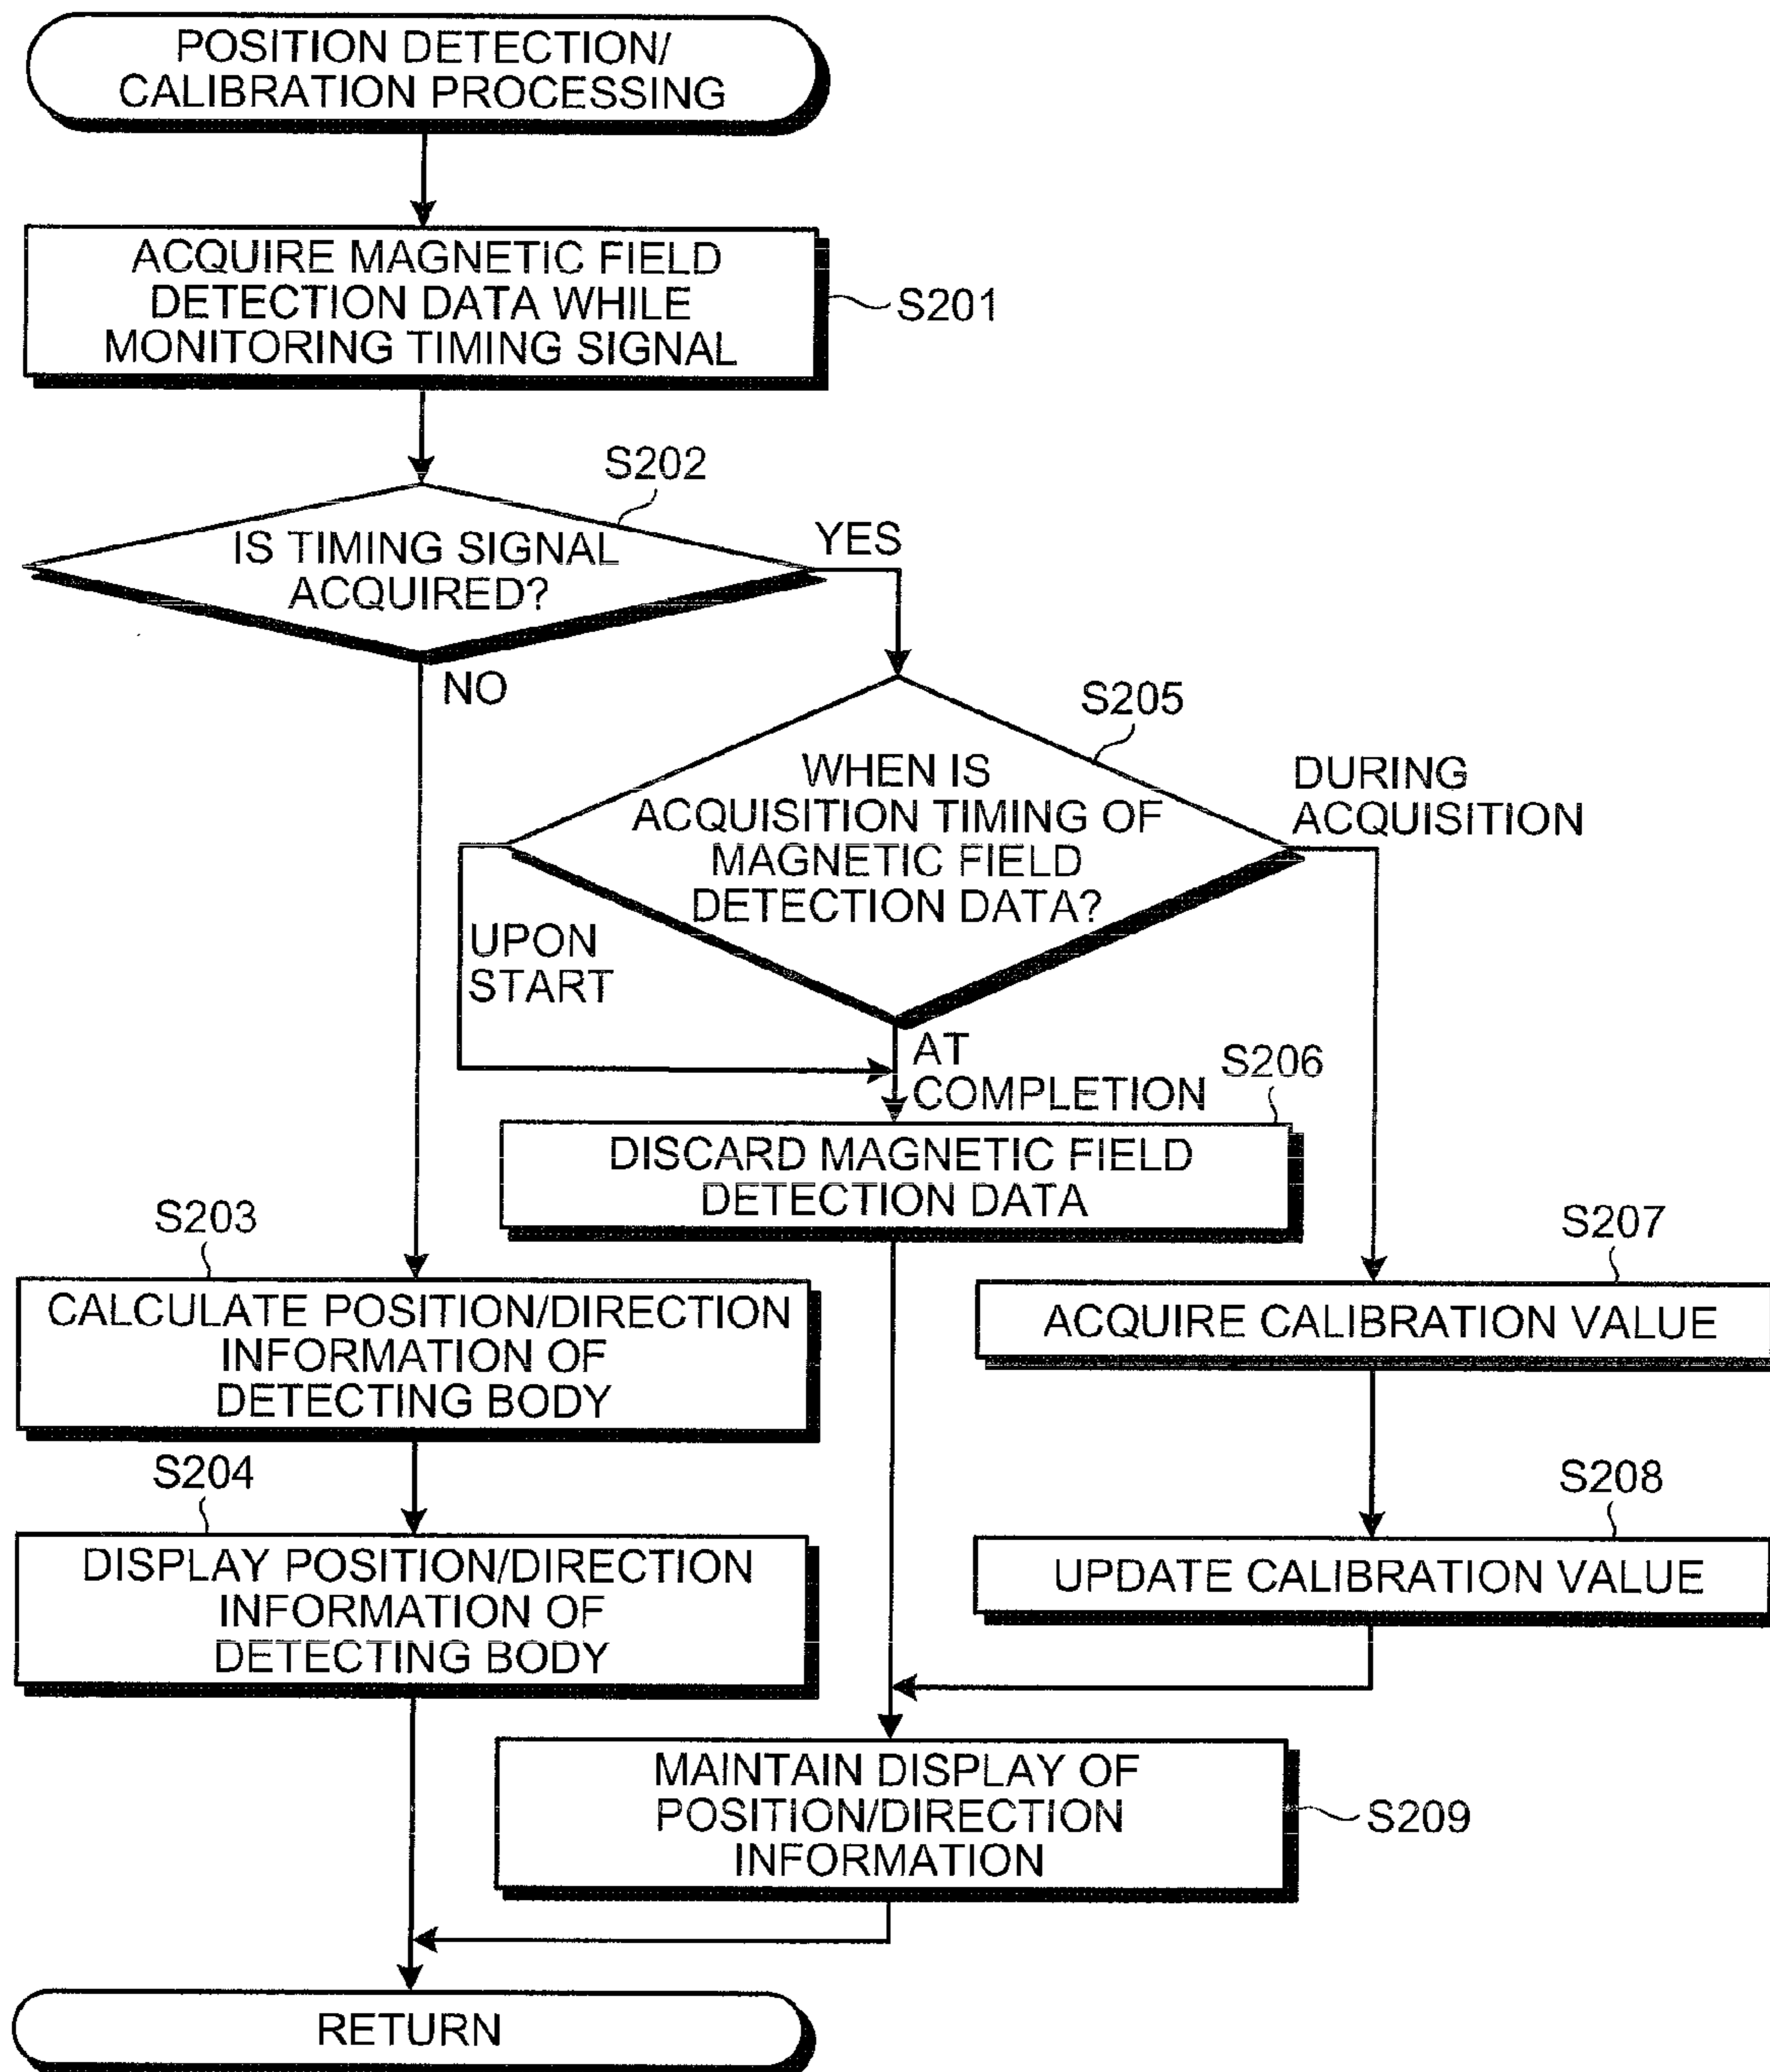 POSITION DETECTION/
CALIBRATION PROCESSING
ACQUIRE MAGNETIC FIELD
DETECTION DATA WHILE
MONITORING TIMING SIGNAL
S201
S202
IS TIMING SIGNAL
ACQUIRED?
YES
NO
S205
WHEN IS
ACQUISITION TIMING OF
MAGNETIC FIELD
DETECTION DATA?
DURING
ACQUISITION
UPON
START
AT
COMPLETION
S206
DISCARD MAGNETIC FIELD
DETECTION DATA
S203
CALCULATE POSITION/DIRECTION
INFORMATION OF
DETECTING BODY
S207
ACQUIRE CALIBRATION VALUE
S204
DISPLAY POSITION/DIRECTION
INFORMATION OF
DETECTING BODY
S208
UPDATE CALIBRATION VALUE
MAINTAIN DISPLAY OF
POSITION/DIRECTION
INFORMATION
S209
RETURN